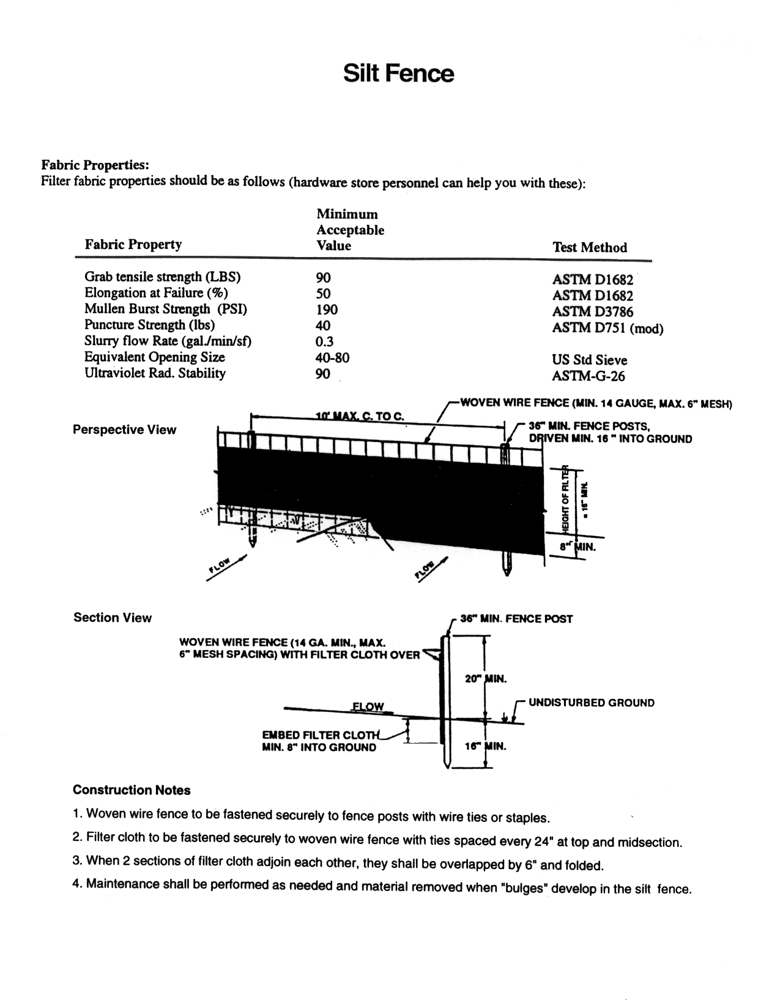 Silt Fence
Fabric Properties:
Filter fabric properties should be as follows (hardware store personnel can help you with these):
Minimum
Acceptable
Fabric Property Value Test Method
Grab tensile strength (LBS) 90 ASTM D1682
Elongation at Failure (%) 50 ASTM D1682
Mullen Burst Strength (PSI) 190 ASTM D3786
Puncture Strength (lbs) 40 ASTM D751 (mod)
Slurry flow Rate (gal./min/sf) 0.3
Equivalent Opening Size 40-80 US Std Sieve
Ultraviolet Rad. Stability 90 ASTM-G-26
WOVEN WIRE FENCE (MIN. 14 GAUGE, MAX. 6" MESH)
10' MAX. C. TO C.
Perspective View
36" MIN. FENCE POSTS,
DRIVEN MIN. 16 " INTO GROUND
HEIGHT OF FILTER
= 16" MIN.
8" MIN.
FLOW
FLOW
Section View
36" MIN. FENCE POST
WOVEN WIRE FENCE (14 GA. MIN., MAX.
6" MESH SPACING) WITH FILTER CLOTH OVER
20" MIN.
FLOW
UNDISTURBED GROUND
EMBED FILTER CLOTH
MIN. 8" INTO GROUND
16" MIN.
Construction Notes
1. Woven wire fence to be fastened securely to fence posts with wire ties or staples.
2. Filter cloth to be fastened securely to woven wire fence with ties spaced every 24" at top and midsection.
3. When 2 sections of filter cloth adjoin each other, they shall be overlapped by 6" and folded.
4. Maintenance shall be performed as needed and material removed when "bulges" develop in the silt fence.